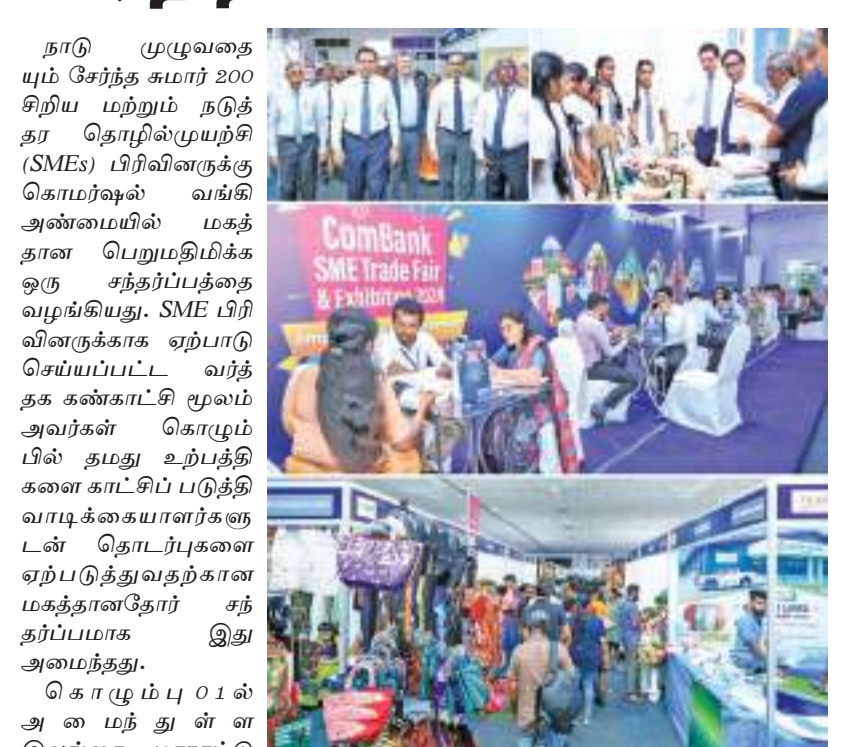 நாடு முழுவதை
யும் சேர்ந்த சுமார் 200
சிறிய மற்றும் நடுத்
தர தொழில்முயற்சி
(SMEs) பிரிவினருக்கு
கொமர்ஷல் வங்கி
அண்மையில் மகத்
தான பெறுமதிமிக்க
ஒரு சந்தர்ப்பத்தை
வழங்கியது. SME பிரி
வினருக்காக ஏற்பாடு
செய்யப்பட்ட வர்த்
தக கண்காட்சி மூலம்
அவர்கள் கொழும்
பில் தமது உற்பத்தி
களை காட்சிப் படுத்தி
வாடிக்கையாளர்களு
டன் தொடர்புகளை
ஏற்படுத்துவதற்கான
மகத்தானதோர் சந்
தர்ப்பமாக இது
அமைந்தது.
கொழும்பு 01ல்
அமைந்துள்ள
ComBank
SME Trade Fair
& Exhibition 2024